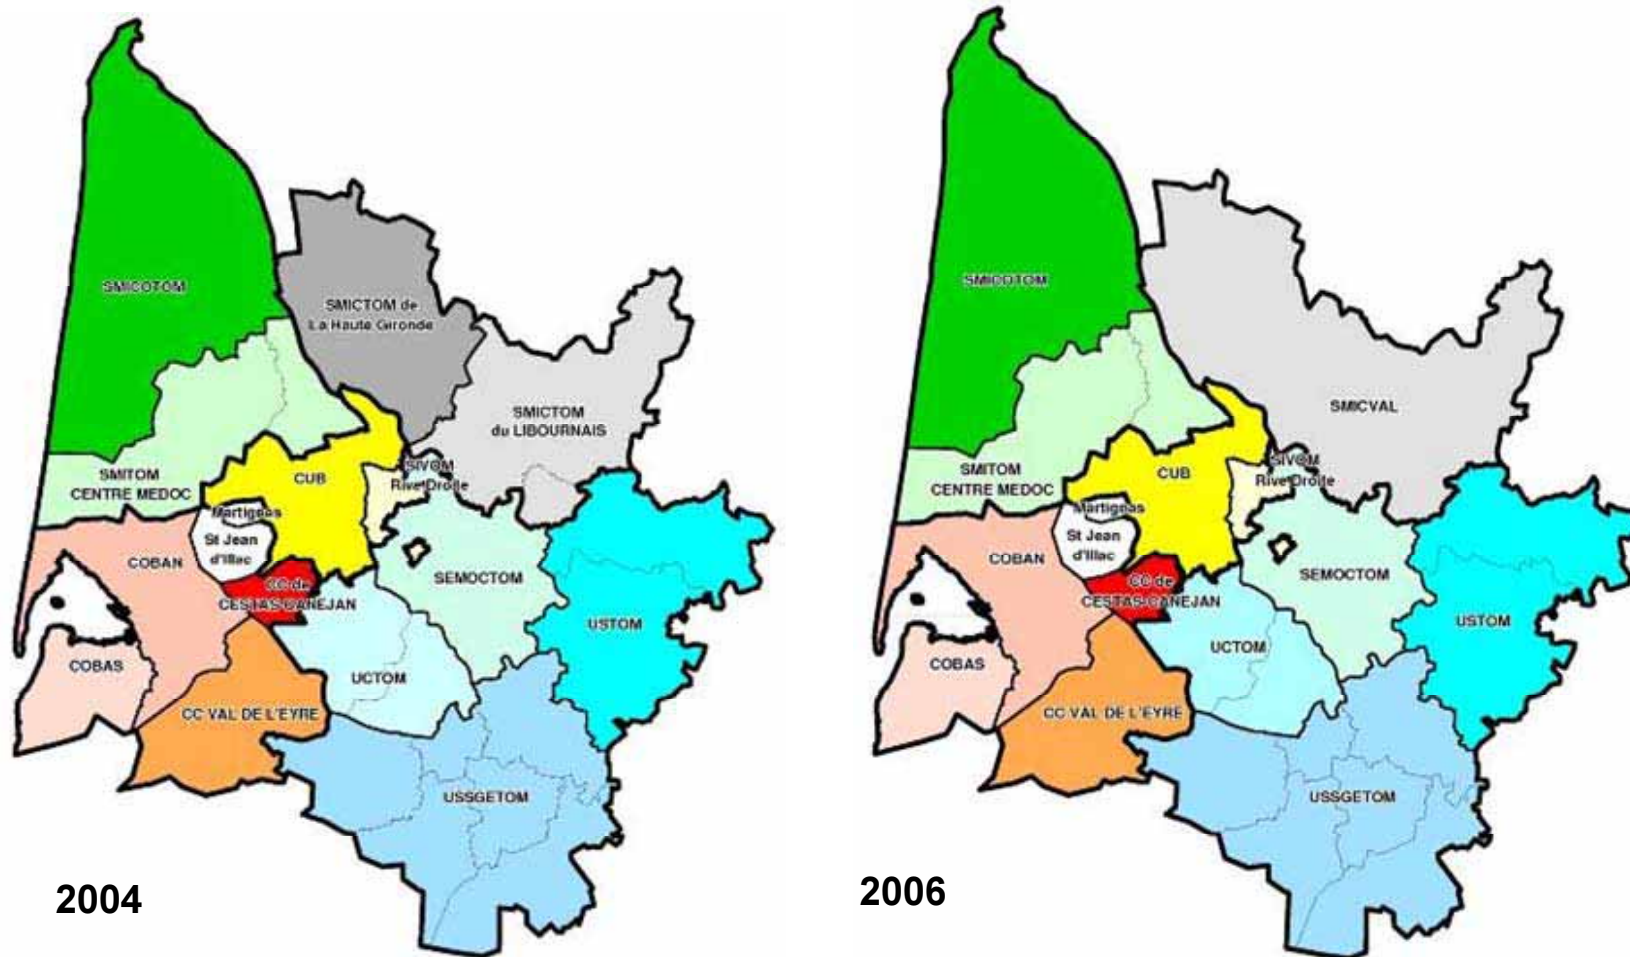 SMICOTOM
SMICTOM de
La Haute Gironde
SMICTOM
du LIBOURNAIS
SMITOM
CENTRE MEDOC
CUB
SIVOM
Rive Droite
Martignas
St Jean
d'Illac
COBAN
CC de
CESTAS-CANEJAN
SEMOCTOM
USTOM
COBAS
UCTOM
CC VAL DE L'EYRE
USSGETOM
2004
SMICOTOM
SMICVAL
SMITOM
CENTRE MEDOC
CUB
SIVOM
Rive Droite
Martignas
St Jean
d'Illac
COBAN
CC de
CESTAS-CANEJAN
SEMOCTOM
USTOM
COBAS
UCTOM
CC VAL DE L'EYRE
USSGETOM
2006